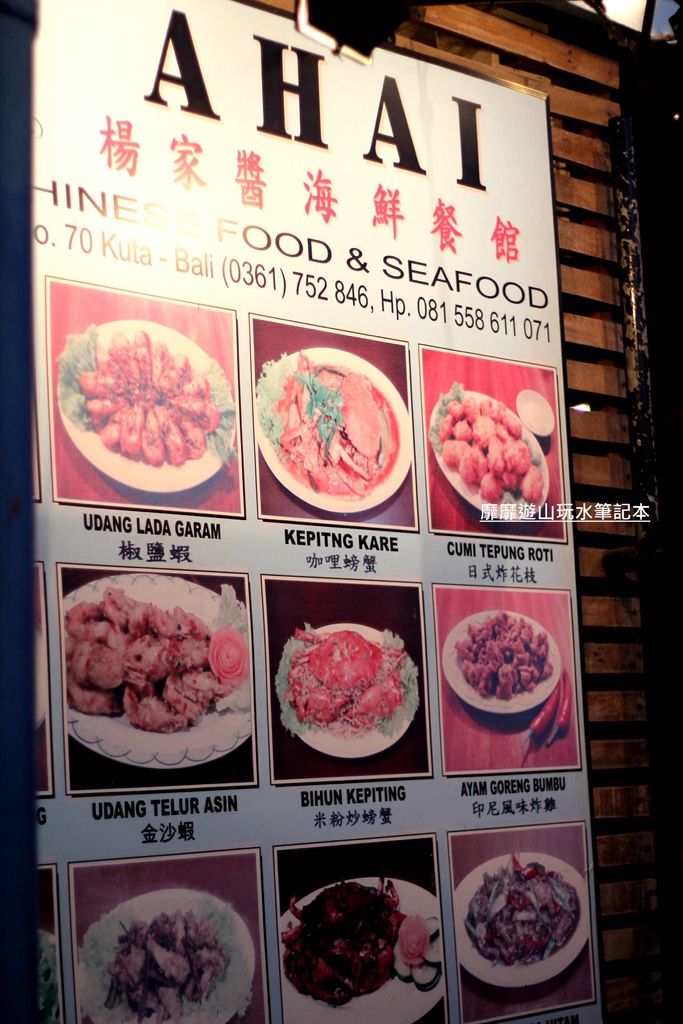 AHAI
楊家醬海鮮餐館
HINESE FOOD & SEAFOOD
o. 70 Kuta - Bali (0361) 752 846, Hp. 081 558 611 071
UDANG LADA GARAM
椒鹽蝦
KEPITNG KARE
咖哩螃蟹
CUMI TEPUNG ROTI
日式炸花枝
靡靡遊山玩水筆記本
G
UDANG TELUR ASIN
金沙蝦
BIHUN KEPITING
米粉炒螃蟹
AYAM GORENG BUMBU
印尼風味炸雞
HITAM